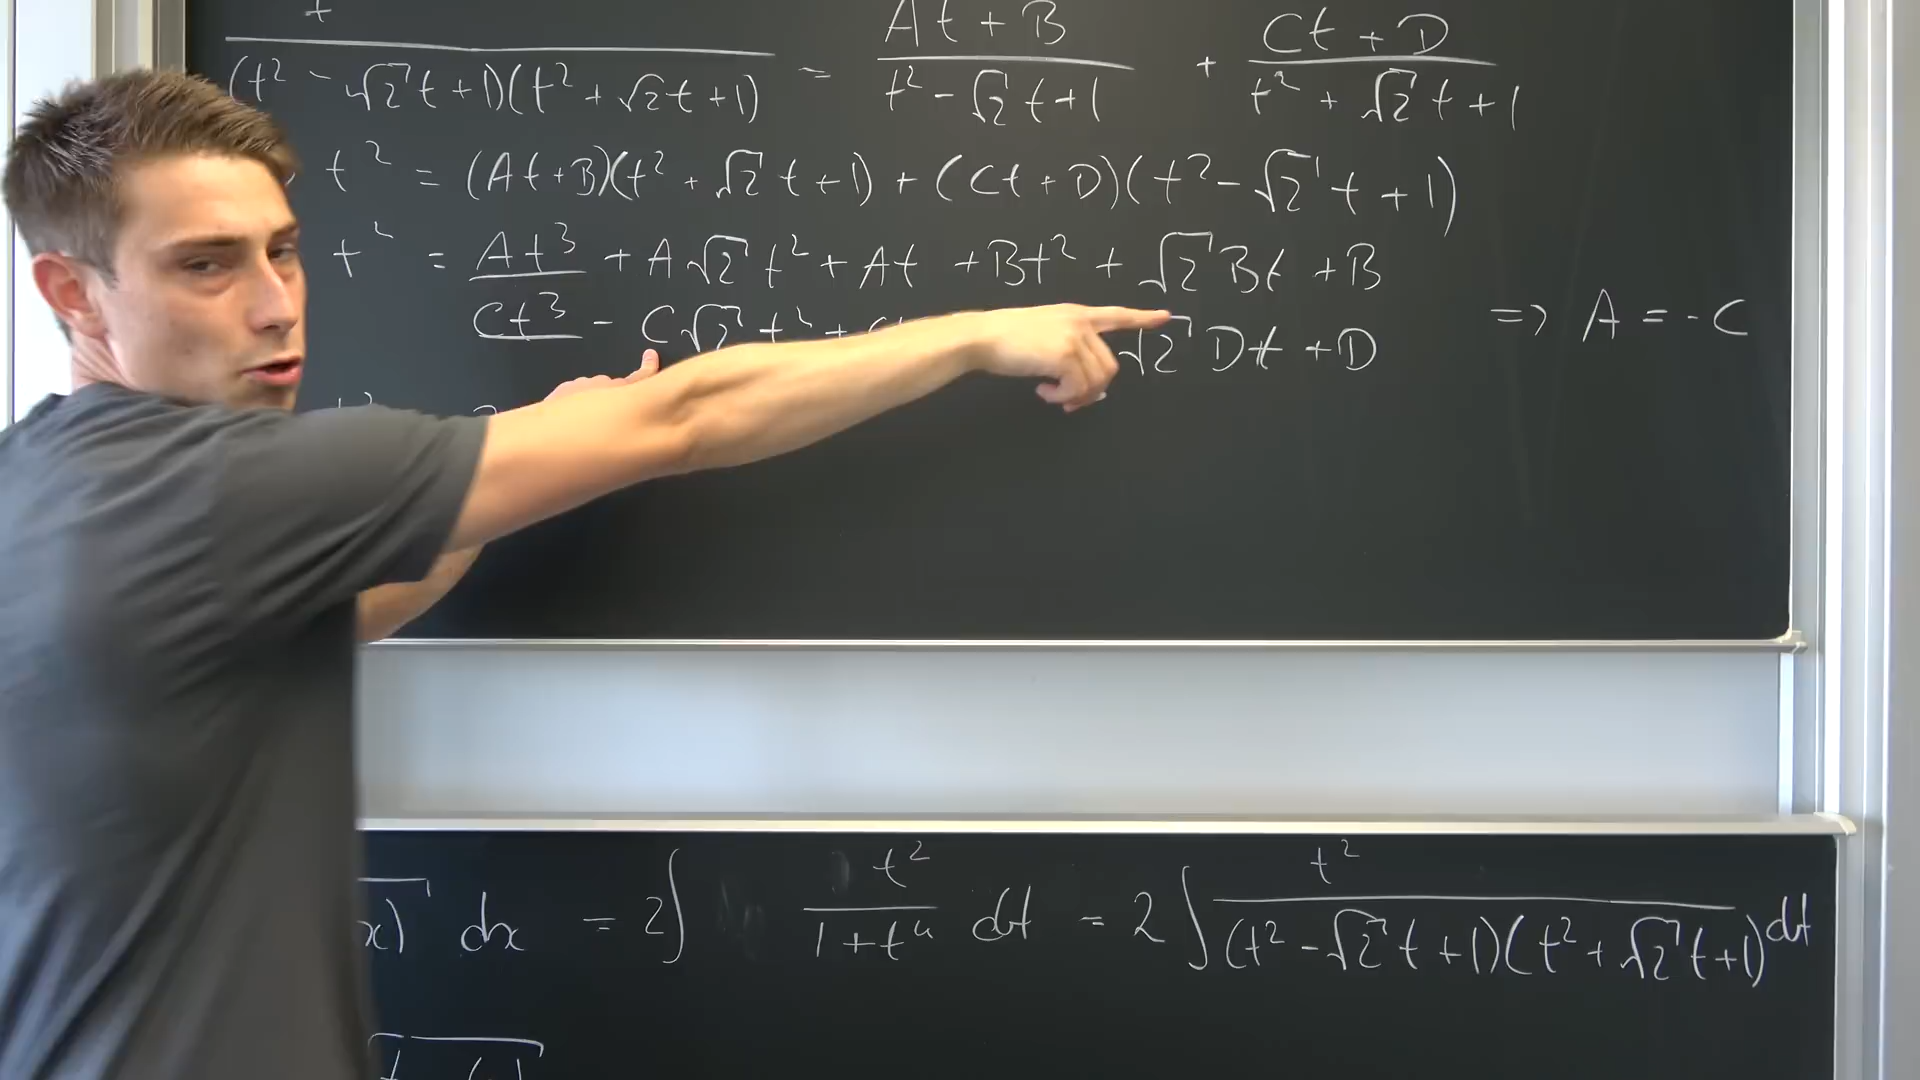 t
(t² - √2 t + 1)(t² + √2 t + 1) = At + B / t² - √2 t + 1 + Ct + D / t² + √2 t + 1
t² = (At + B)(t² + √2 t + 1) + (Ct + D)(t² - √2 t + 1)
t² = At³ + A√2 t² + At + Bt² + √2 Bt + B
Ct³ - C√2 t² + √2 Dt + D => A = -C
t²
x) dx = 2∫ t² / 1 + t⁴ dt = 2∫ t² / (t² - √2 t + 1)(t² + √2 t + 1) dt